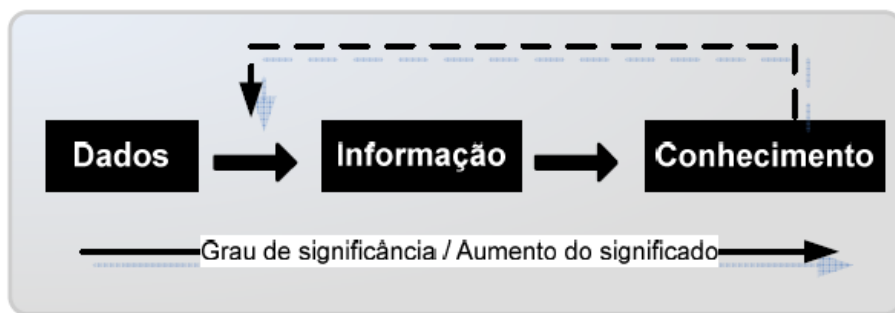 Dados
Informação
Conhecimento
Grau de significância / Aumento do significado